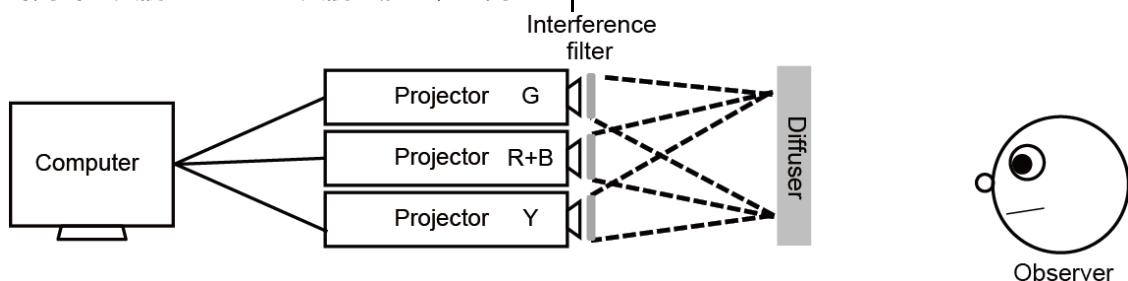 Interference
filter
Projector G
Projector R+B
Projector Y
Computer
Diffuser
Observer